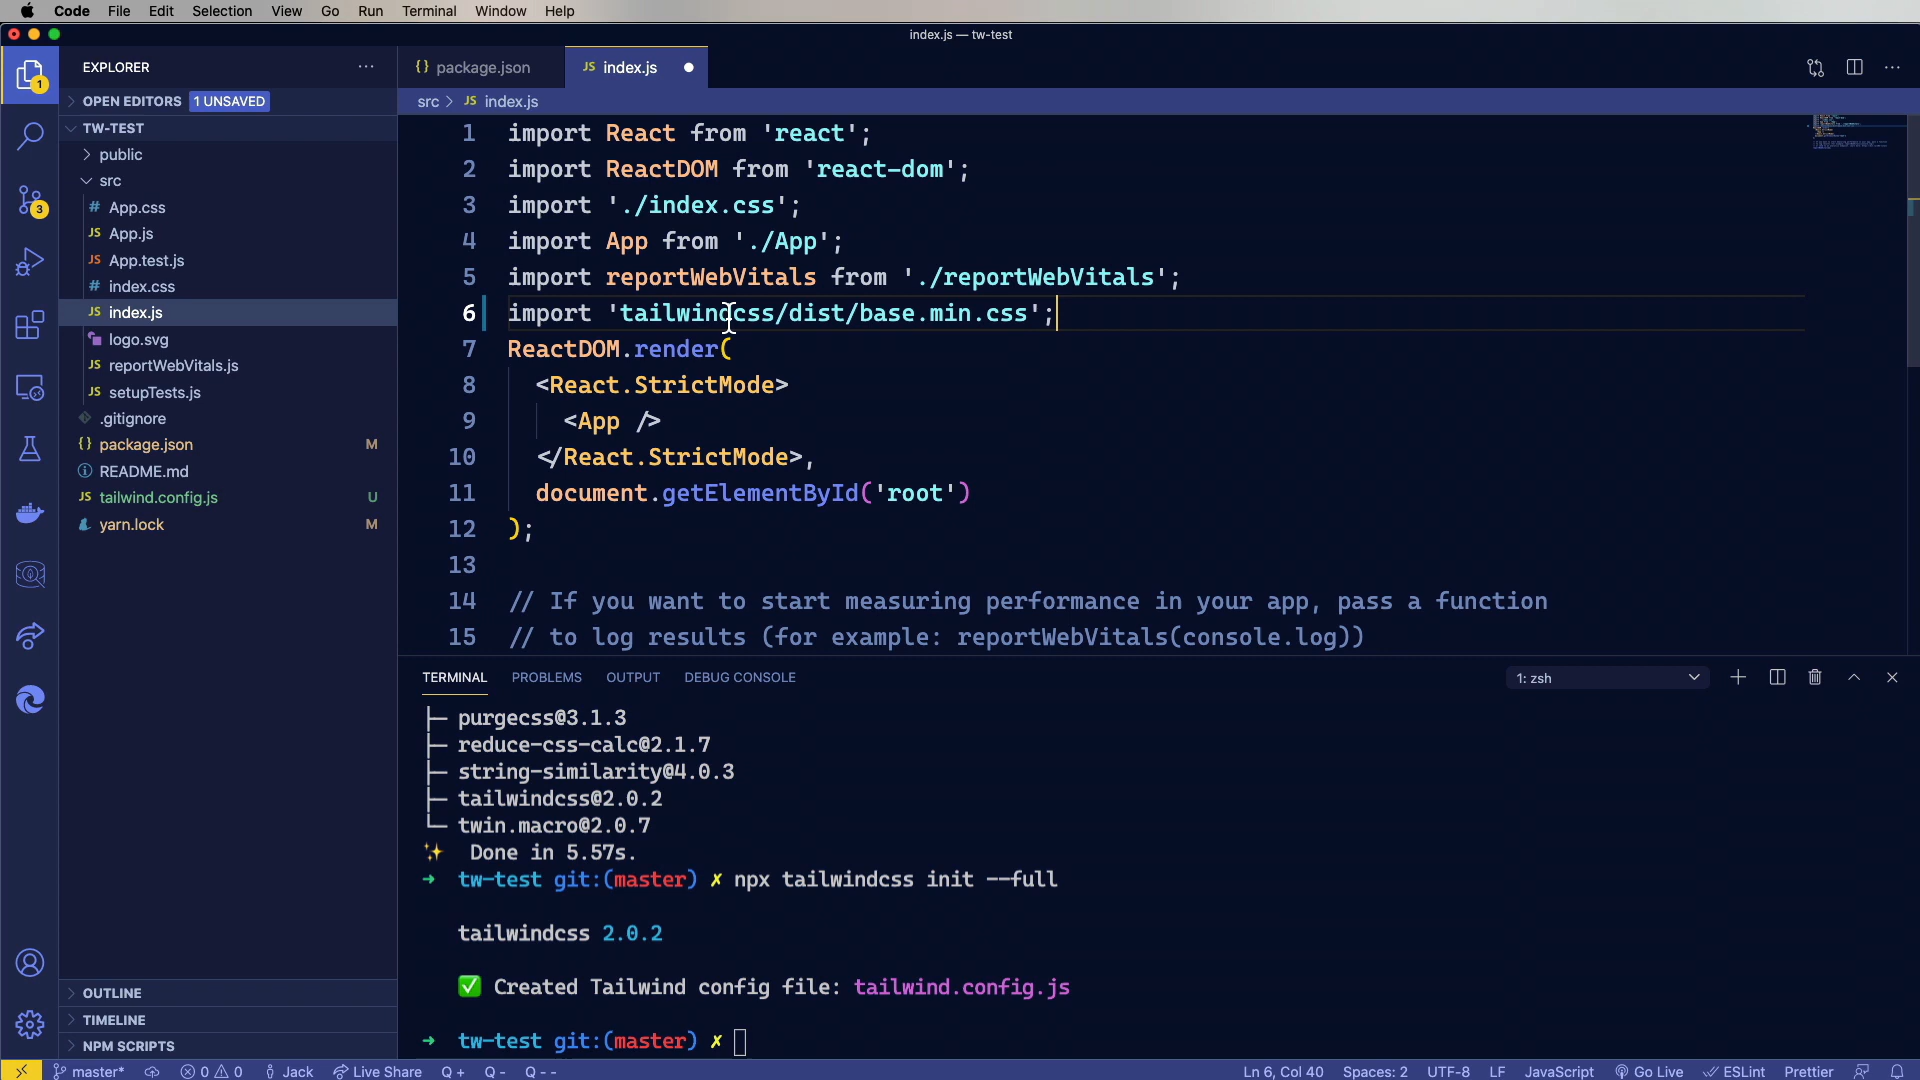 Code File Edit Selection View Go Run Terminal Window Help
index.js — tw-test
EXPLORER
OPEN EDITORS 1 UNSAVED
TW-TEST
public
src
# App.css
JS App.js
JS App.test.js
# index.css
JS index.js
logo.svg
JS reportWebVitals.js
JS setupTests.js
.gitignore
{} package.json M
README.md
JS tailwind.config.js U
yarn.lock M
OUTLINE
TIMELINE
NPM SCRIPTS
1
3
{} package.json
JS index.js
src > JS index.js
1 import React from 'react';
2 import ReactDOM from 'react-dom';
3 import './index.css';
4 import App from './App';
5 import reportWebVitals from './reportWebVitals';
6 import 'tailwindcss/dist/base.min.css';
7 ReactDOM.render(
8 <React.StrictMode>
9 <App />
10 </React.StrictMode>,
11 document.getElementById('root')
12 );
13
14 // If you want to start measuring performance in your app, pass a function
15 // to log results (for example: reportWebVitals(console.log))
TERMINAL PROBLEMS OUTPUT DEBUG CONSOLE 1: zsh
├─ purgecss@3.1.3
├─ reduce-css-calc@2.1.7
├─ string-similarity@4.0.3
├─ tailwindcss@2.0.2
└─ twin.macro@2.0.7
✨ Done in 5.57s.
➜ tw-test git:(master) ✗ npx tailwindcss init --full
tailwindcss 2.0.2
✅ Created Tailwind config file: tailwind.config.js
➜ tw-test git:(master) ✗
master* 0 0 Jack Live Share Q + Q - Q - - Ln 6, Col 40 Spaces: 2 UTF-8 LF JavaScript Go Live ESLint Prettier